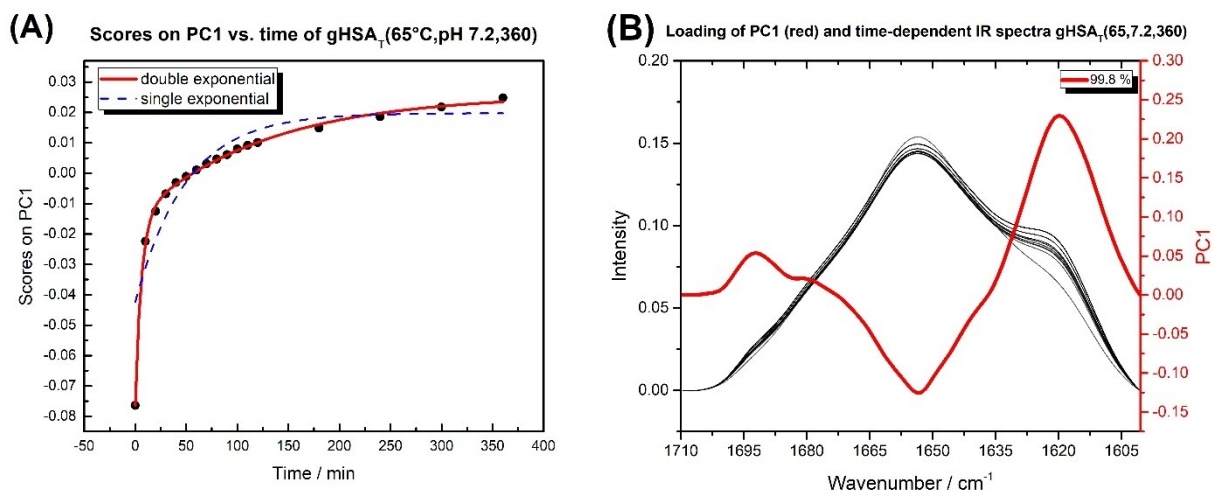 (A)
Scores on PC1 vs. time of gHSA_T(65°C,pH 7.2,360)
double exponential
single exponential
0.03
0.02
0.01
0.00
-0.01
-0.02
-0.03
-0.04
-0.05
-0.06
-0.07
-0.08
Scores on PC1
-50 0 50 100 150 200 250 300 350 400
Time / min
(B)
Loading of PC1 (red) and time-dependent IR spectra gHSA_T(65,7.2,360)
99.8 %
0.20
0.15
0.10
0.05
0.00
Intensity
0.30
0.25
0.20
0.15
0.10
0.05
0.00
-0.05
-0.10
-0.15
PC1
1710 1695 1680 1665 1650 1635 1620 1605
Wavenumber / cm⁻¹